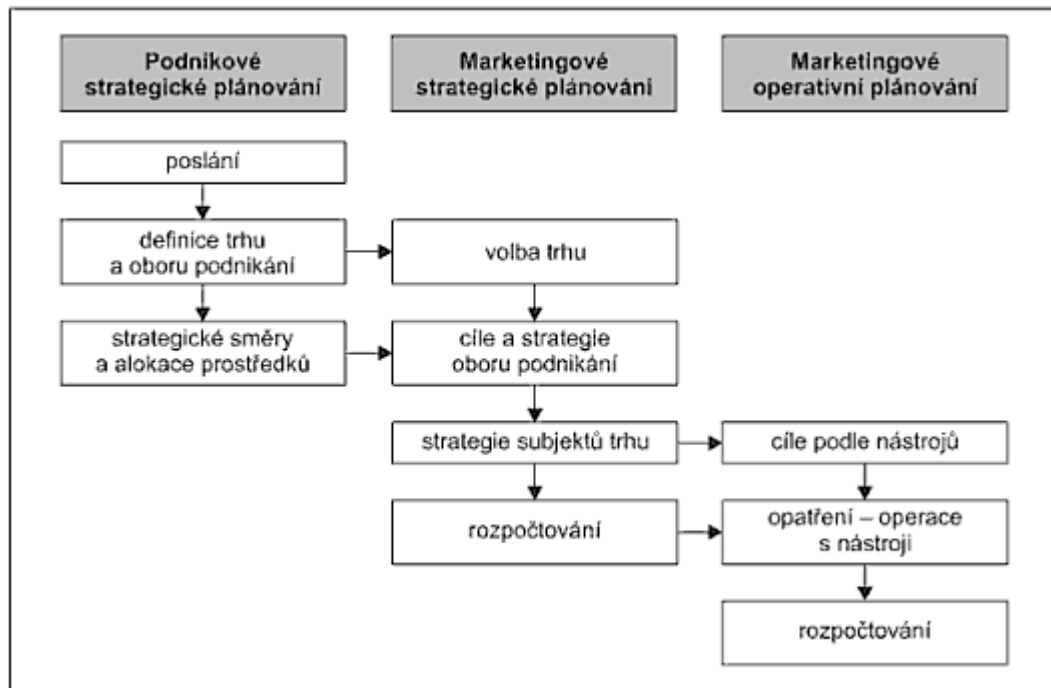 Podnikové
strategické plánování
Marketingové
strategické plánováni
Marketingové
operativní plánování
poslání
definice trhu
a oboru podnikání
volba trhu
strategické směry
a alokace prostředků
cíle a strategie
oboru podnikání
strategie subjektů trhu
cíle podle nástrojů
rozpočtování
opatření – operace
s nástroji
rozpočtování